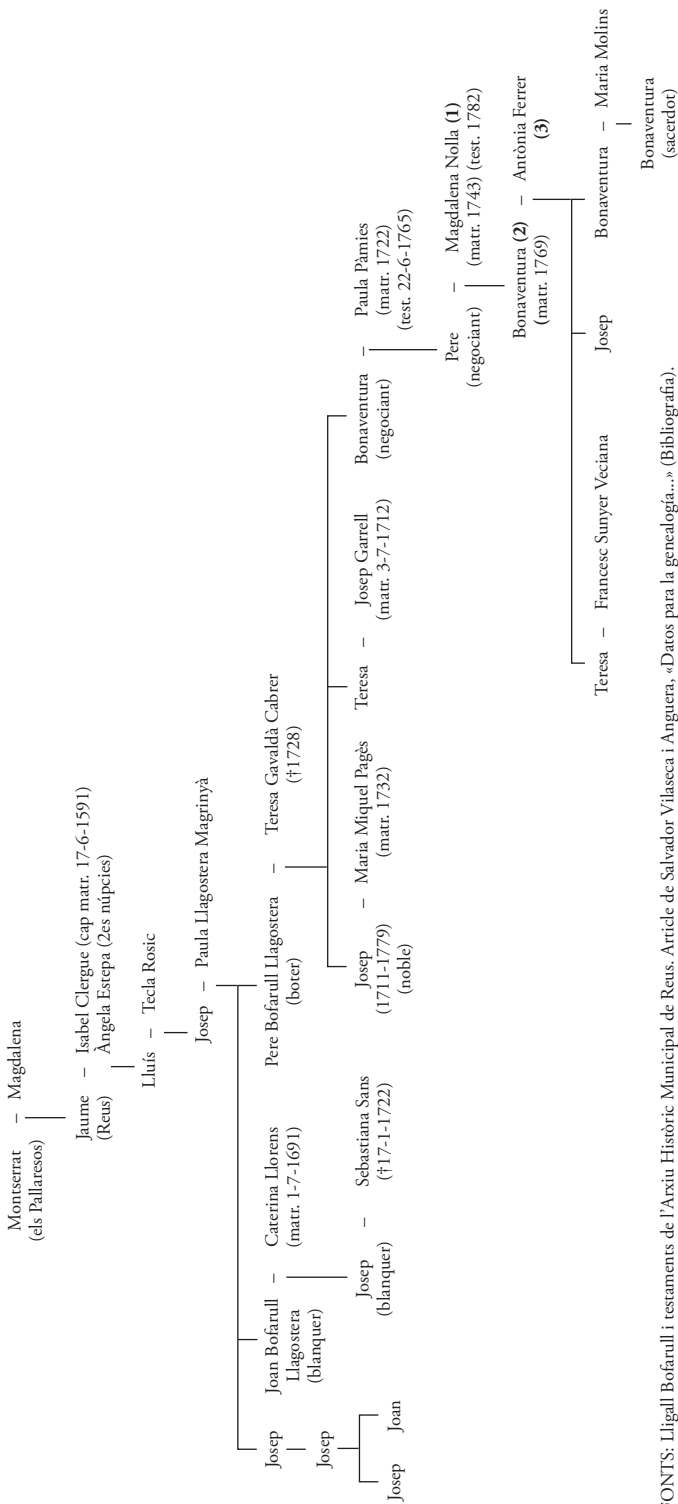 Montserrat – Magdalena
(els Pallaresos)
Jaume – Isabel Clergue (cap matr. 17-6-1591)
(Reus) Àngela Estepa (2es núpcies)
Lluís – Tecla Rosic
Josep – Paula Llagostera Magrinyà
Josep
Joan Bofarull – Caterina Llorens
Llagostera (matr. 1-7-1691)
(blanquer)
Pere Bofarull Llagostera – Teresa Gavaldà Cabrer
(boter) (†1728)
Josep
Josep Joan
Josep – Sebastiana Sans
(blanquer) (†17-1-1722)
Josep – Maria Miquel Pagès
(1711-1779) (matr. 1732)
(noble)
Teresa – Josep Garrell
(matr. 3-7-1712)
Bonaventura – Paula Pàmies
(negociant) (matr. 1722)
(test. 22-6-1765)
Pere – Magdalena Nolla (1)
(negociant) (matr. 1743) (test. 1782)
Bonaventura (2) – Antònia Ferrer
(matr. 1769) (3)
Teresa – Francesc Sunyer Veciana
Josep
Bonaventura – Maria Molins
Bonaventura
(sacerdot)
FONTS: Lligall Bofarull i testaments de l'Arxiu Històric Municipal de Reus. Article de Salvador Vilaseca i Anguera, «Datos para la genealogía...» (Bibliografia).